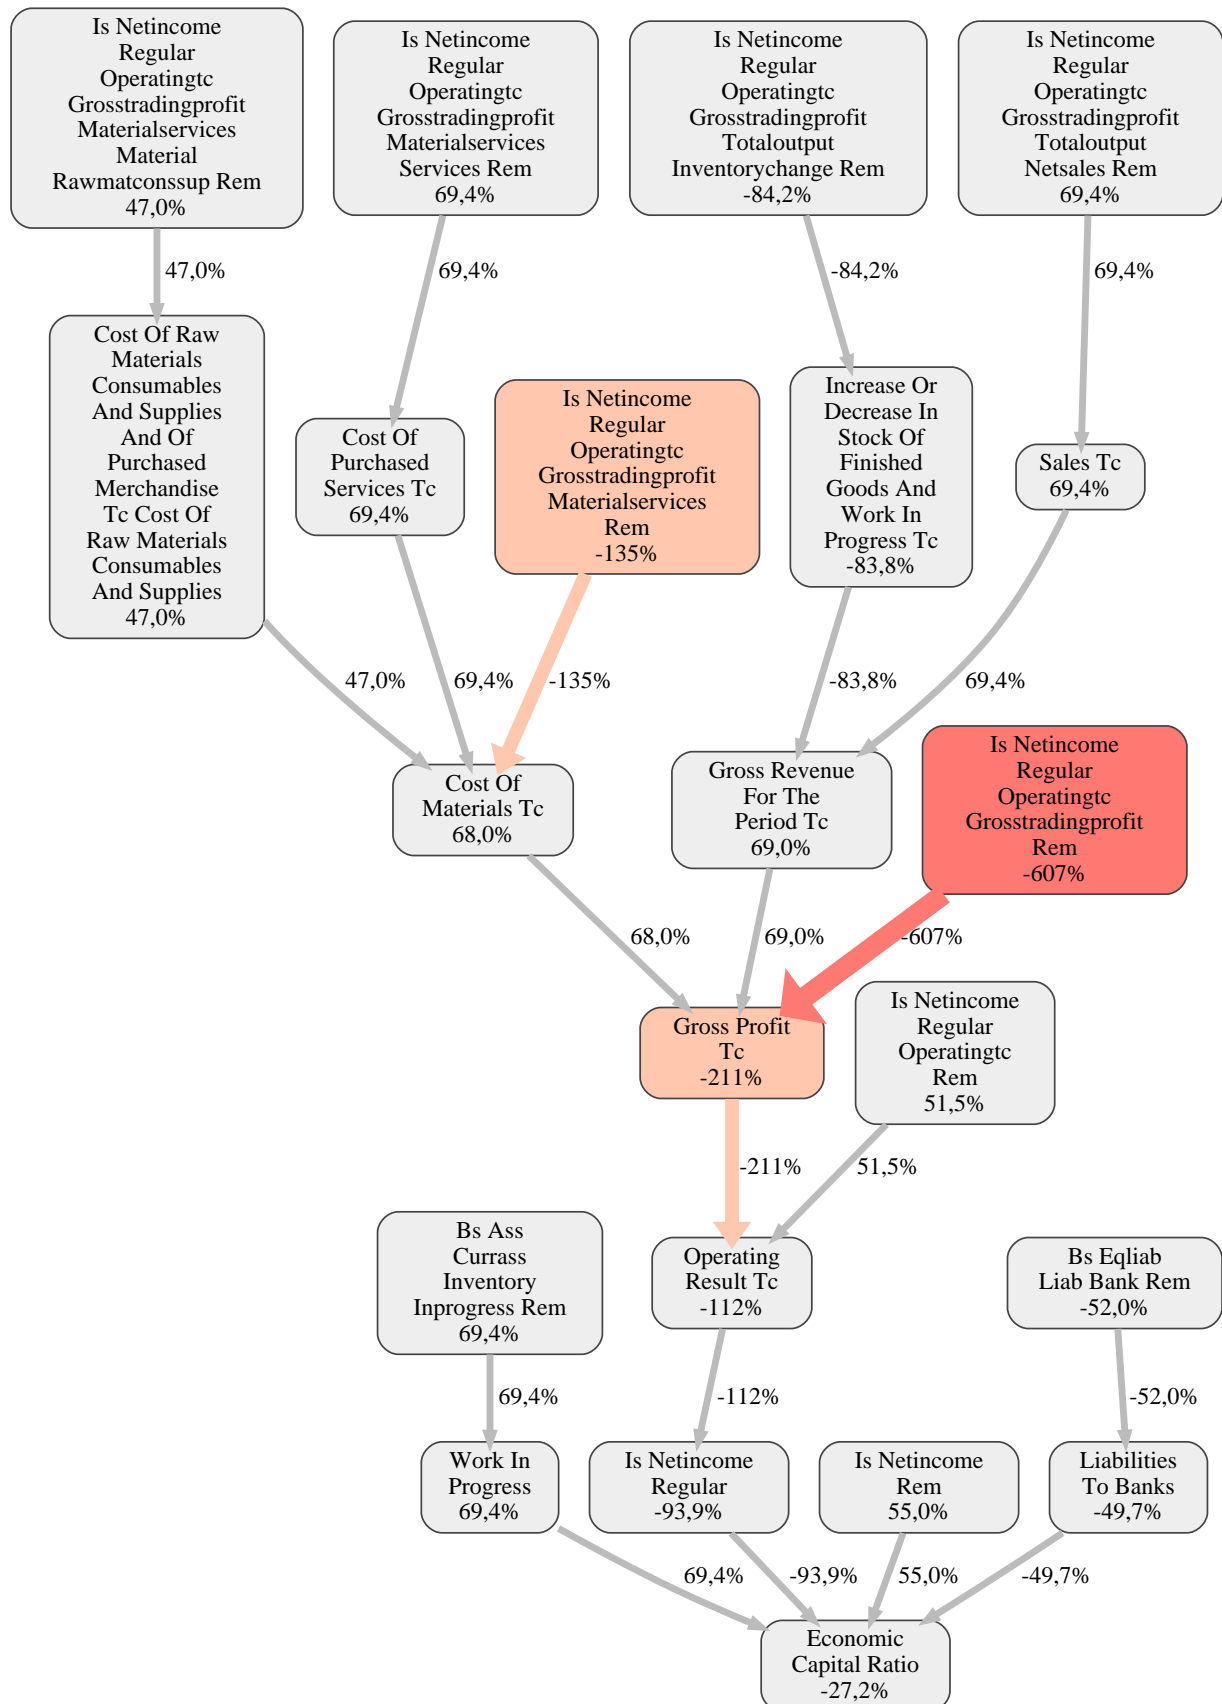 Is Netincome
Regular
Operatingtc
Grosstradingprofit
Materialservices
Material
Rawmatconssup Rem
47,0%
Is Netincome
Regular
Operatingtc
Grosstradingprofit
Materialservices
Services Rem
69,4%
Is Netincome
Regular
Operatingtc
Grosstradingprofit
Totaloutput
Inventorychange Rem
-84,2%
Is Netincome
Regular
Operatingtc
Grosstradingprofit
Totaloutput
Netsales Rem
69,4%
47,0%
69,4%
-84,2%
69,4%
Cost Of Raw
Materials
Consumables
And Supplies
And Of
Purchased
Merchandise
Tc Cost Of
Raw Materials
Consumables
And Supplies
47,0%
Cost Of
Purchased
Services Tc
69,4%
Is Netincome
Regular
Operatingtc
Grosstradingprofit
Materialservices
Rem
-135%
Increase Or
Decrease In
Stock Of
Finished
Goods And
Work In
Progress Tc
-83,8%
Sales Tc
69,4%
47,0%
69,4%
-135%
-83,8%
69,4%
Cost Of
Materials Tc
68,0%
Gross Revenue
For The
Period Tc
69,0%
Is Netincome
Regular
Operatingtc
Grosstradingprofit
Rem
-607%
68,0%
69,0%
-607%
Gross Profit
Tc
-211%
Is Netincome
Regular
Operatingtc
Rem
51,5%
-211%
51,5%
Bs Ass
Currass
Inventory
Inprogress Rem
69,4%
Operating
Result Tc
-112%
Bs Eqliab
Liab Bank Rem
-52,0%
69,4%
-112%
-52,0%
Work In
Progress
69,4%
Is Netincome
Regular
-93,9%
Is Netincome
Rem
55,0%
Liabilities
To Banks
-49,7%
69,4%
-93,9%
55,0%
-49,7%
Economic
Capital Ratio
-27,2%